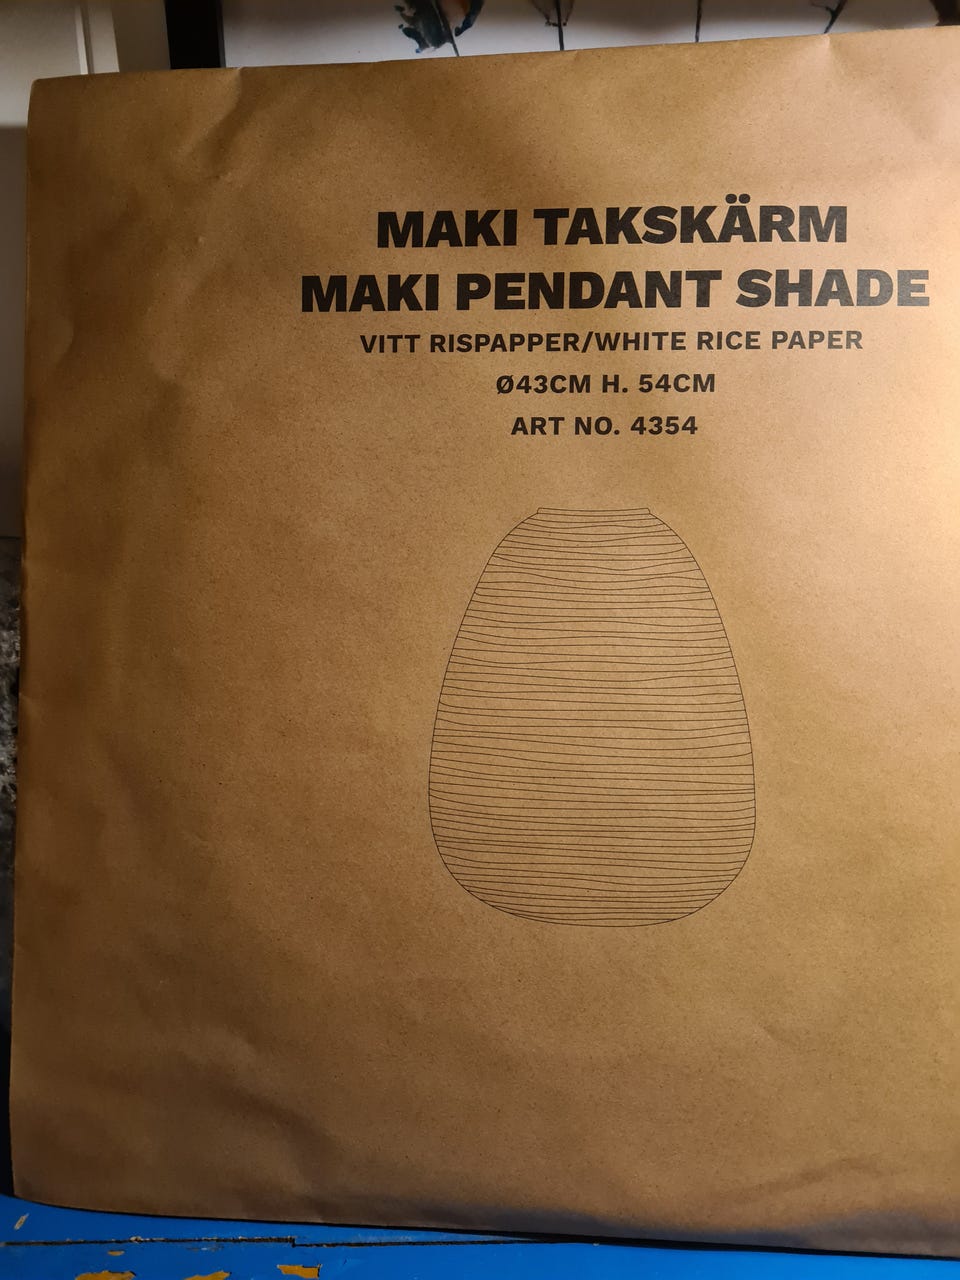 MAKI TAKSKÄRM
MAKI PENDANT SHADE
VITT RISPAPPER/WHITE RICE PAPER
Ø43CM H. 54CM
ART NO. 4354